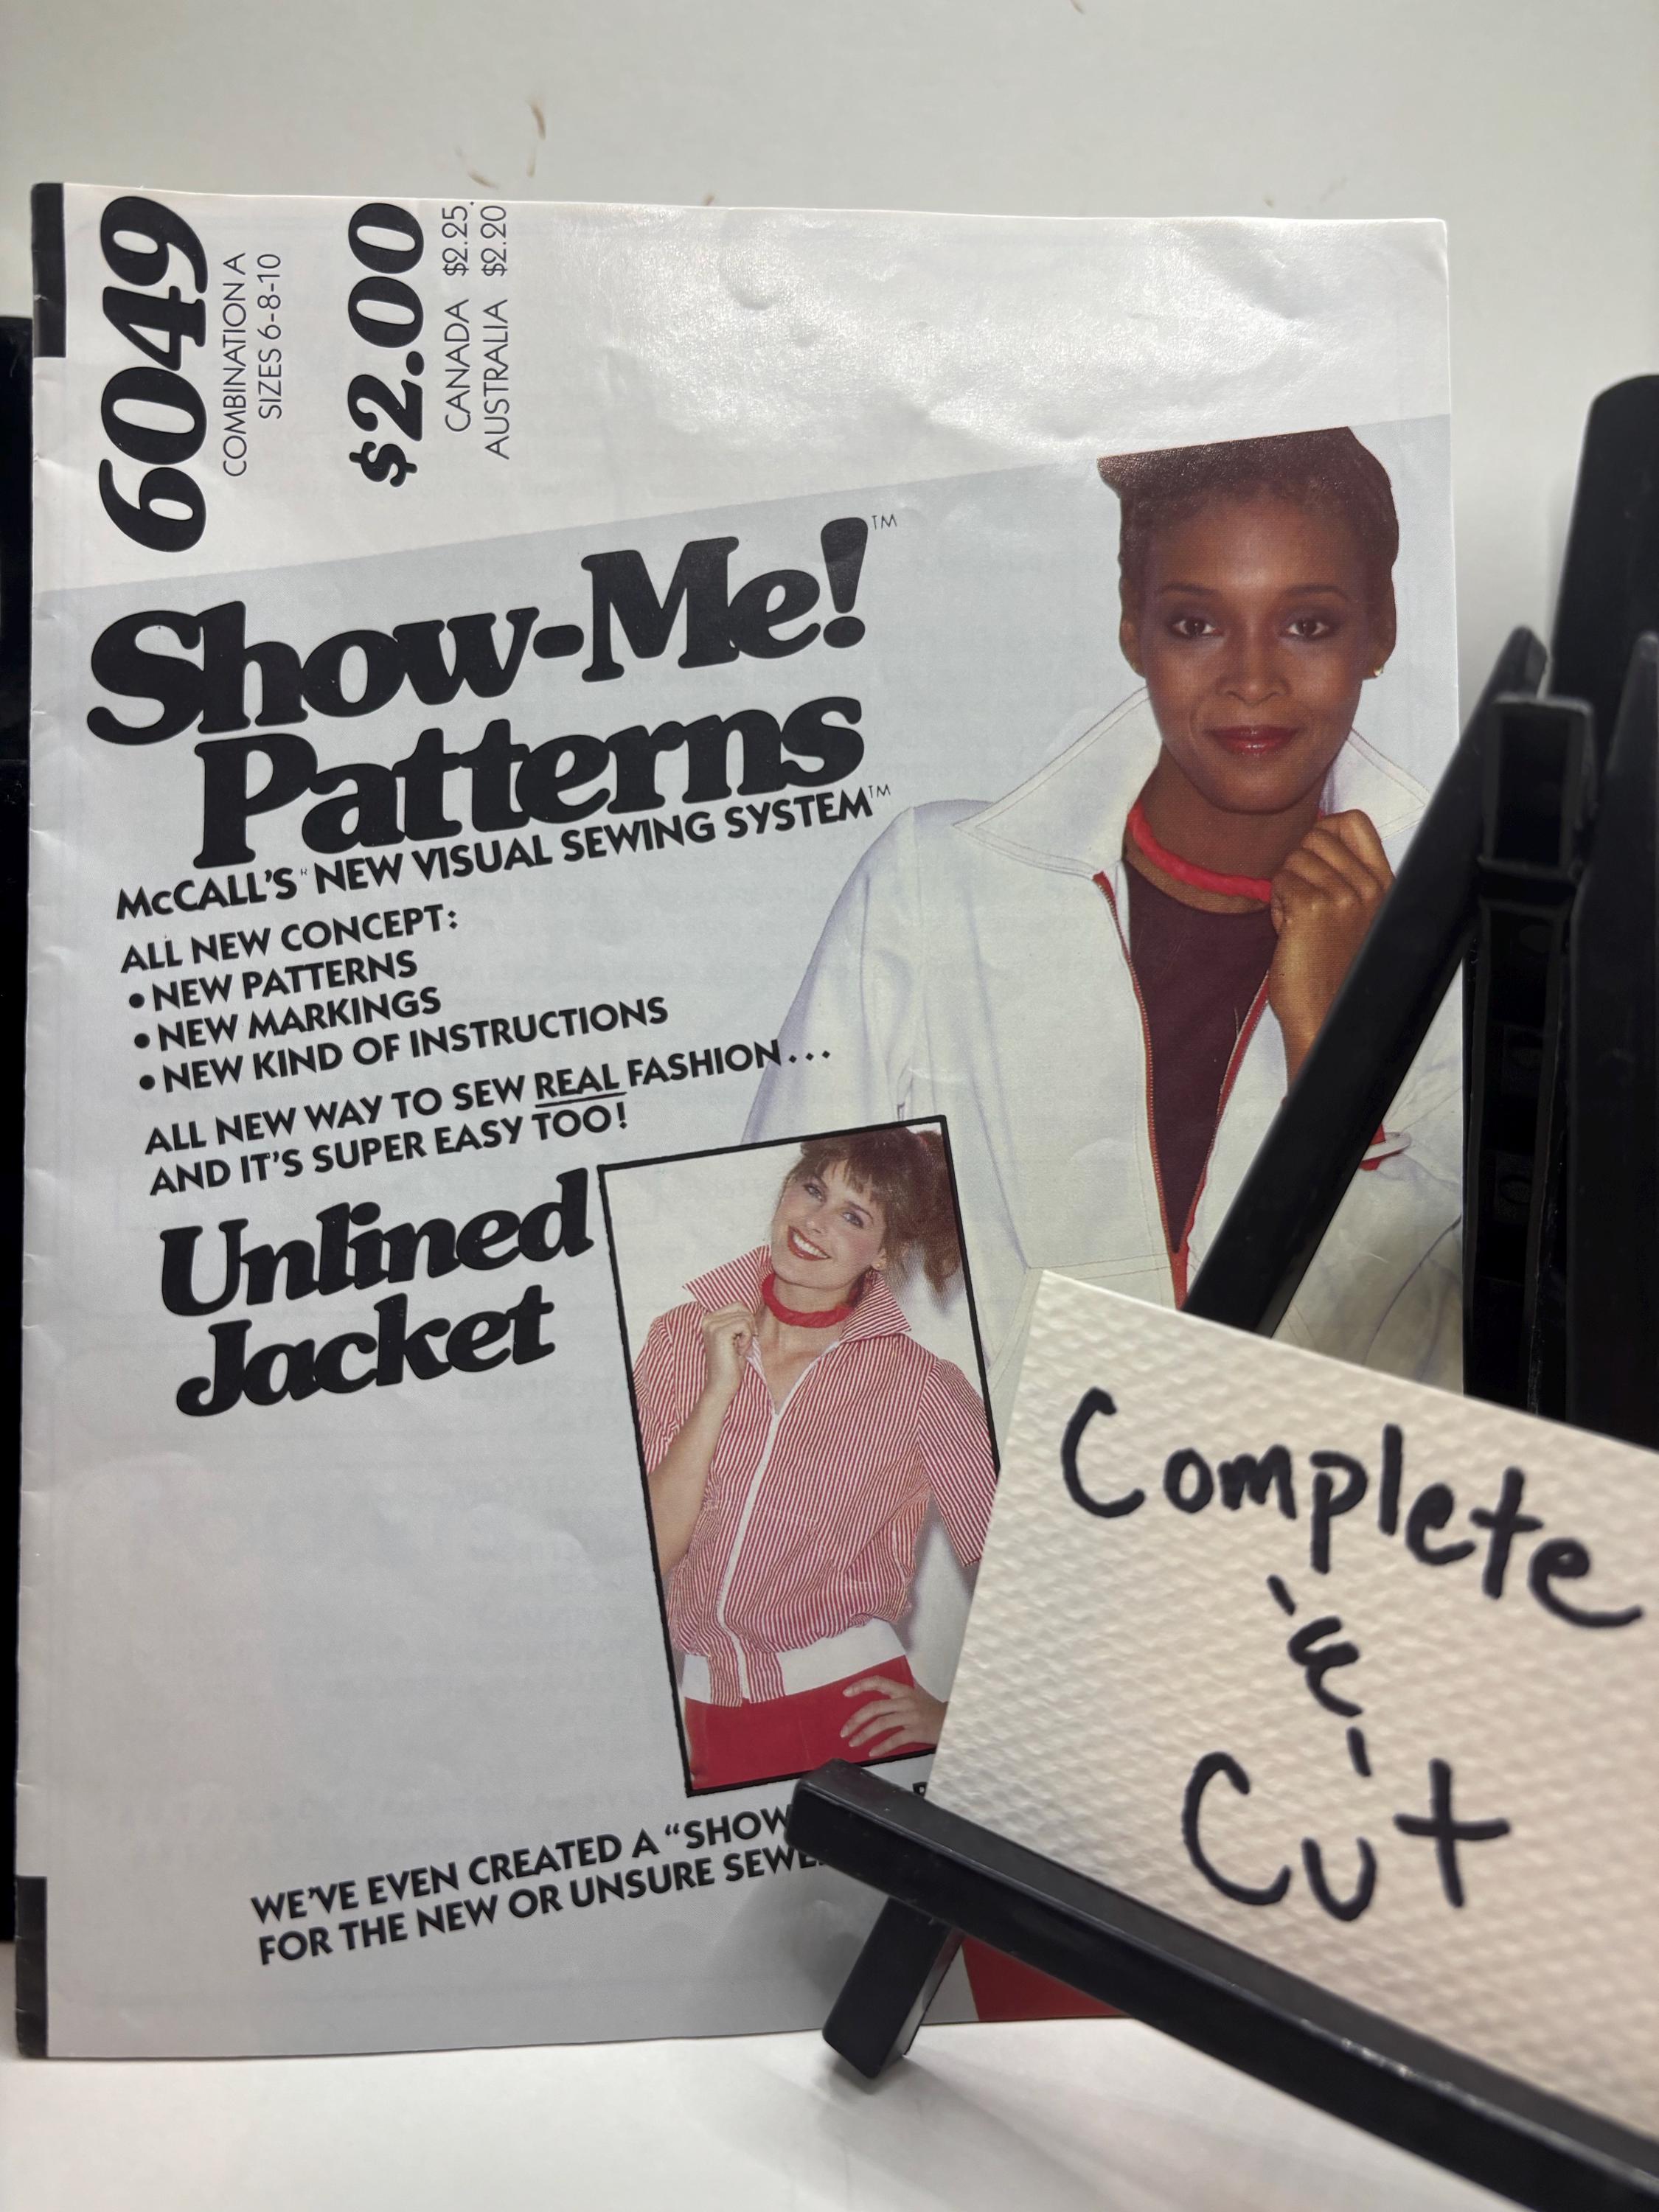 6049
COMBINATION A
SIZES 6-8-10
$2.00
CANADA $2.25
AUSTRALIA $2.20
Show-Me!™
Patterns
McCALL'S NEW VISUAL SEWING SYSTEM™
ALL NEW CONCEPT:
• NEW PATTERNS
• NEW MARKINGS
• NEW KIND OF INSTRUCTIONS
ALL NEW WAY TO SEW REAL FASHION...
AND IT'S SUPER EASY TOO!
Unlined
Jacket
WE'VE EVEN CREATED A "SHOW
FOR THE NEW OR UNSURE
Complete
&
Cut